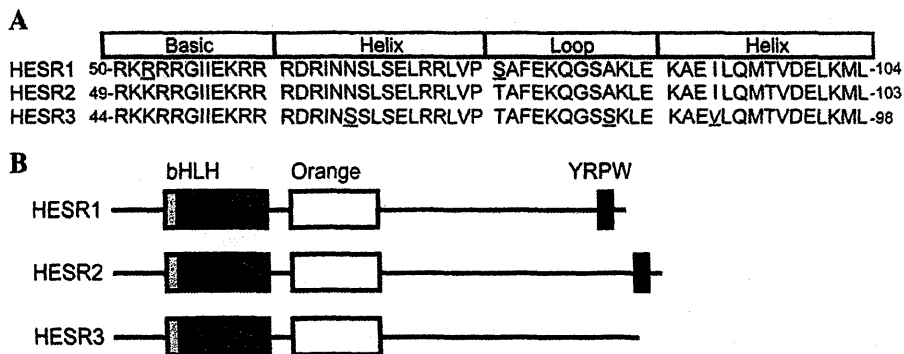 A
Basic Helix Loop Helix
HESR1 50-RKRRRGIIEKRR RDRINNSLSELRRLVP SAFEKQGSAKLE KAEILQMTVDELKML-104
HESR2 49-RKKRRGIIEKRR RDRINNSLSELRRLVP TAFEKQGSAKLE KAEILQMTVDELKML-103
HESR3 44-RKKRRGIIEKRR RDRINSSLSELRRLVP TAFEKQGSSKLE KAEVLQMTVDELKML-98
B
bHLH Orange YRPW
HESR1
HESR2
HESR3